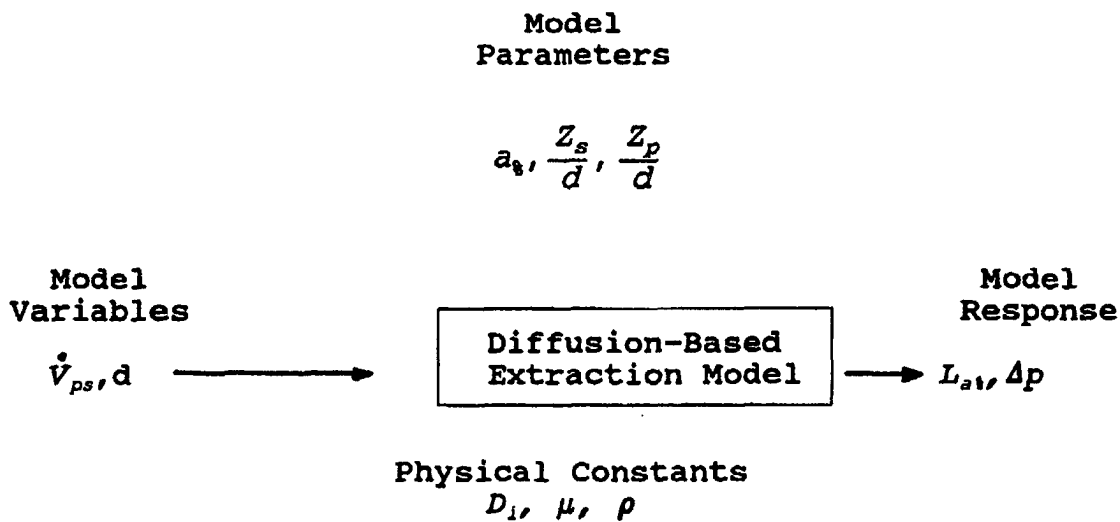 Model
Parameters
a%, Zs/d, Zp/d
Model
Variables
V̇ps, d
Diffusion-Based
Extraction Model
Model
Response
La%, Δp
Physical Constants
Di, μ, ρ